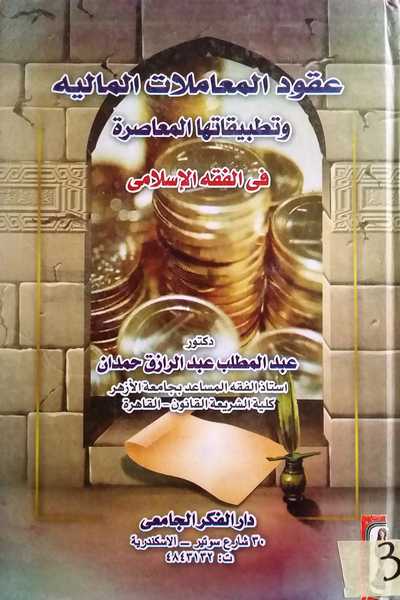 عقود المعاملات الماليه
وتطبيقاتها المعاصرة
فى الفقه الإسلامى
دكتور
عبد المطلب عبد الرازق حمدان
استاذ الفقه المساعد بجامعة الأزهر
كلية الشريعة القانون - القاهرة
دار الفكر الجامعى
٣٠ شارع سوتير - الاسكندرية
ت: ٤٨٤٣١٣٢
3